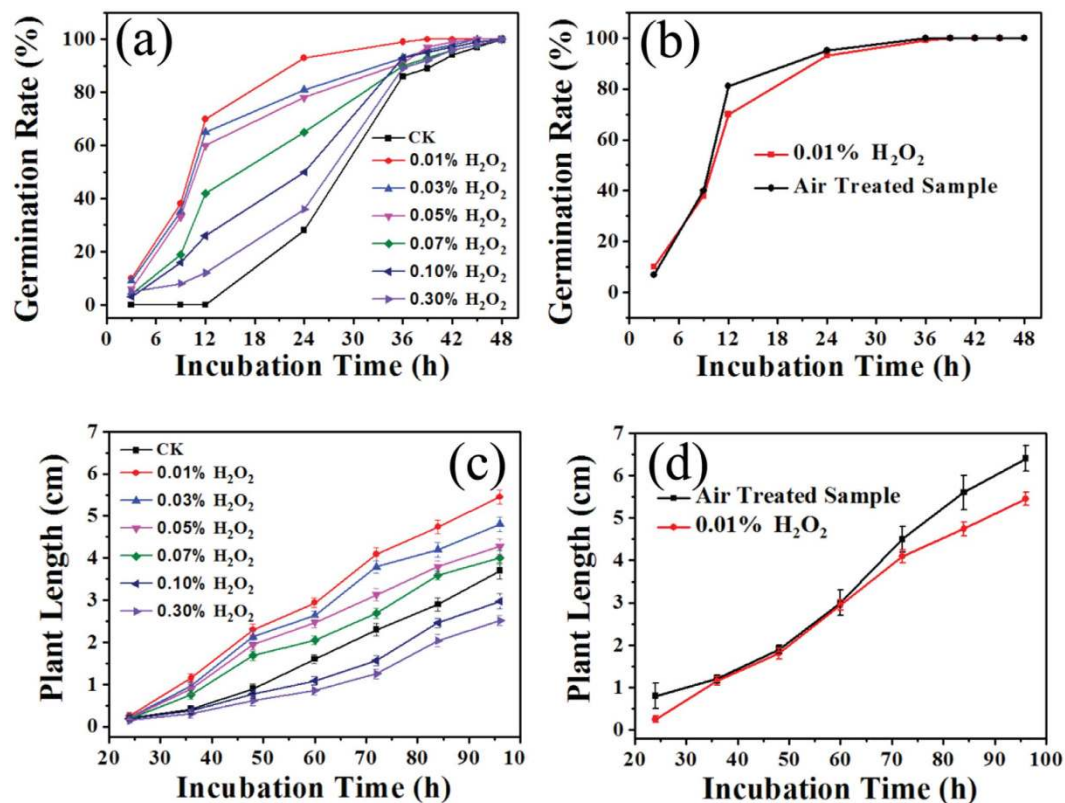 (a)
Germination Rate (%)
100
80
60
40
20
0
CK
0.01% H₂O₂
0.03% H₂O₂
0.05% H₂O₂
0.07% H₂O₂
0.10% H₂O₂
0.30% H₂O₂
0 6 12 18 24 30 36 42 48
Incubation Time (h)
(b)
Germination Rate (%)
100
80
60
40
20
0
0.01% H₂O₂
Air Treated Sample
0 6 12 18 24 30 36 42 48
Incubation Time (h)
(c)
Plant Length (cm)
7
6
5
4
3
2
1
0
CK
0.01% H₂O₂
0.03% H₂O₂
0.05% H₂O₂
0.07% H₂O₂
0.10% H₂O₂
0.30% H₂O₂
20 30 40 50 60 70 80 90 10
Incubation Time (h)
(d)
Plant Length (cm)
7
6
5
4
3
2
1
0
Air Treated Sample
0.01% H₂O₂
20 30 40 50 60 70 80 90 100
Incubation Time (h)